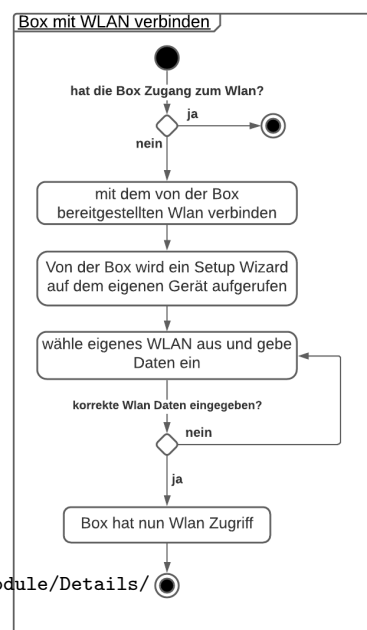 Box mit WLAN verbinden
hat die Box Zugang zum Wlan?
ja
nein
mit dem von der Box
bereitgestellten Wlan verbinden
Von der Box wird ein Setup Wizard
auf dem eigenen Gerät aufgerufen
wähle eigenes WLAN aus und gebe
Daten ein
korrekte Wlan Daten eingegeben?
nein
ja
Box hat nun Wlan Zugriff
/Details/